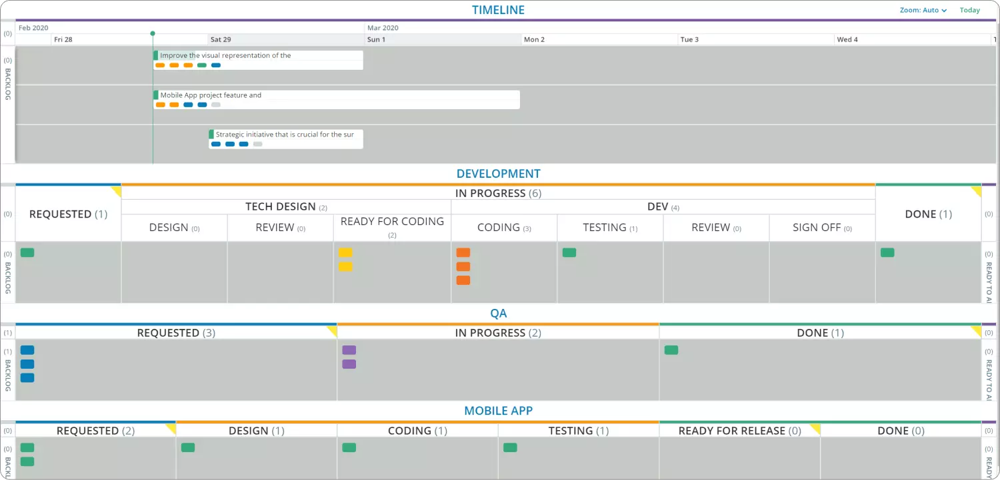 TIMELINE
Zoom: Auto
Today
(0)
Feb 2020
Mar 2020
Fri 28
Sat 29
Sun 1
Mon 2
Tue 3
Wed 4
(0)
BACKLOG
Improve the visual representation of the
Mobile App project feature and
Strategic initiative that is crucial for the sur
DEVELOPMENT
(0)
REQUESTED (1)
IN PROGRESS (6)
TECH DESIGN (2)
DEV (4)
DESIGN (0)
REVIEW (0)
READY FOR CODING
(2)
CODING (3)
TESTING (1)
REVIEW (0)
SIGN OFF (0)
DONE (1)
(0)
(0)
BACKLOG
(0)
READY TO
QA
(1)
REQUESTED (3)
IN PROGRESS (2)
DONE (1)
(0)
(1)
BACKLOG
(0)
READY TO
MOBILE APP
(0)
REQUESTED (2)
DESIGN (1)
CODING (1)
TESTING (1)
READY FOR RELEASE (0)
DONE (0)
(0)
(0)
BACKL
(0)
READY